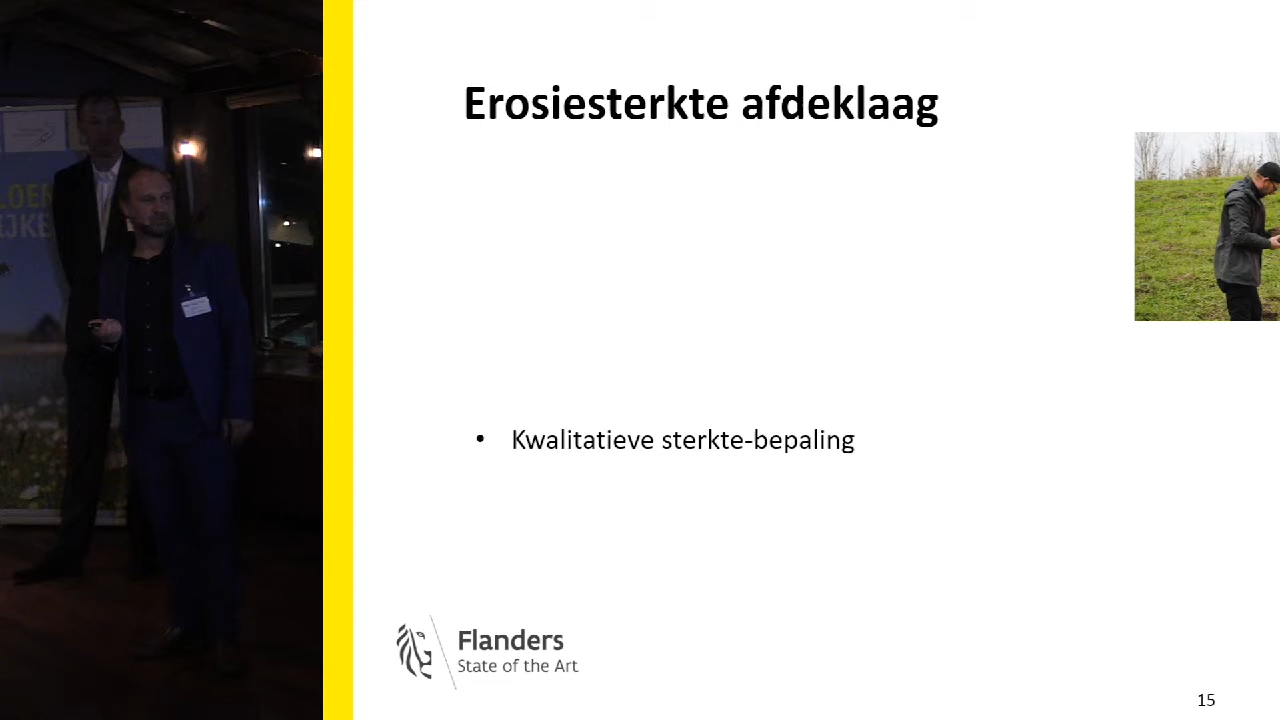 Erosiesterkte afdeklaag
• Kwalitatieve sterkte-bepaling
Flanders
State of the Art
15